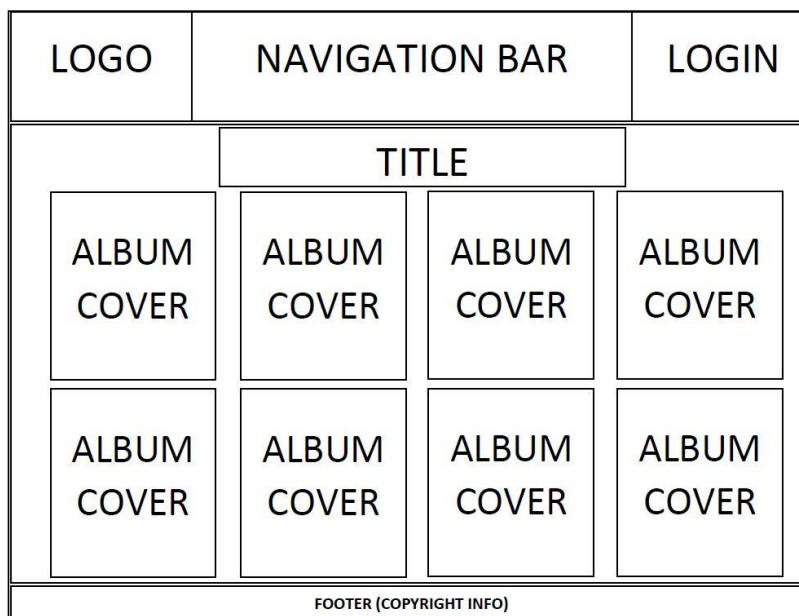 LOGO NAVIGATION BAR LOGIN
TITLE
ALBUM ALBUM ALBUM ALBUM
COVER COVER COVER COVER
ALBUM ALBUM ALBUM ALBUM
COVER COVER COVER COVER
FOOTER (COPYRIGHT INFO)